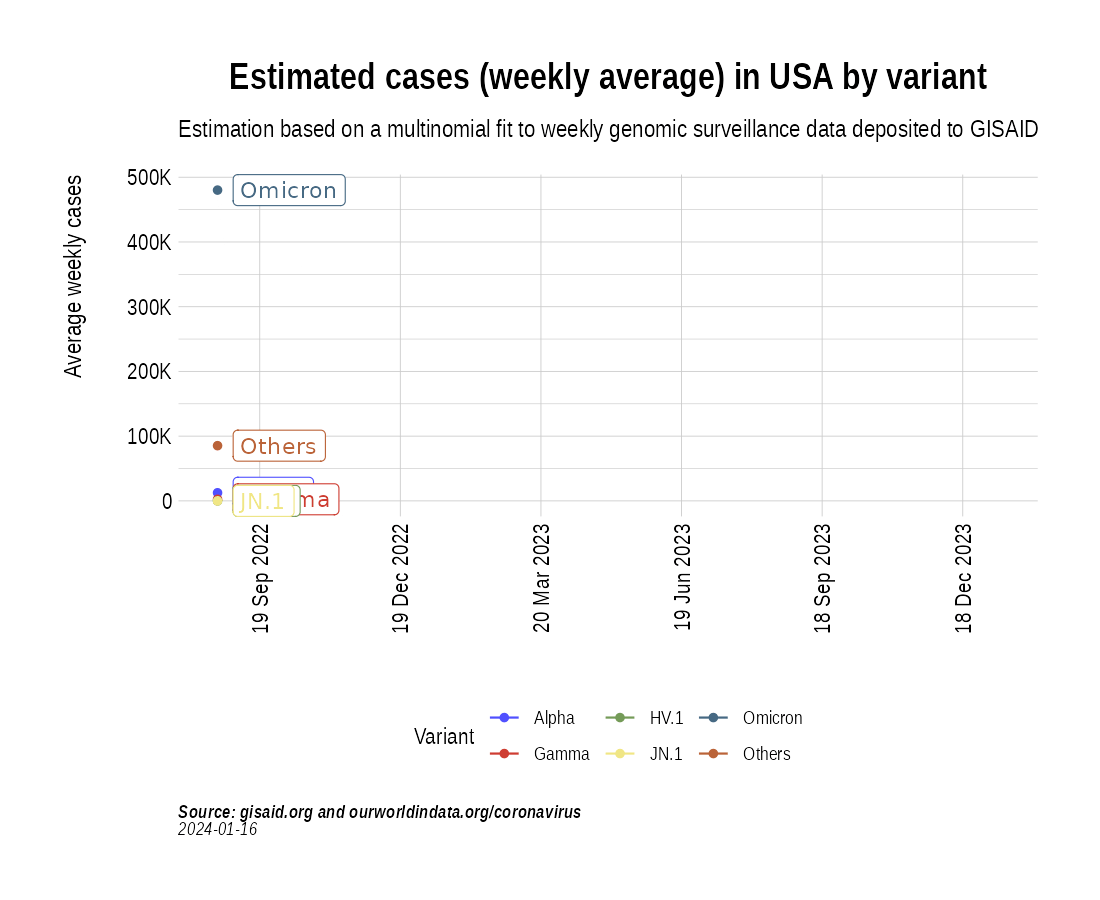 Estimated cases (weekly average) in USA by variant
Estimation based on a multinomial fit to weekly genomic surveillance data deposited to GISAID
Average weekly cases
500K
400K
300K
200K
100K
0
Omicron
Others
JN.1
ma
19 Sep 2022
19 Dec 2022
20 Mar 2023
19 Jun 2023
18 Sep 2023
18 Dec 2023
Variant
Alpha
HV.1
Omicron
Gamma
JN.1
Others
Source: gisaid.org and ourworldindata.org/coronavirus
2024-01-16